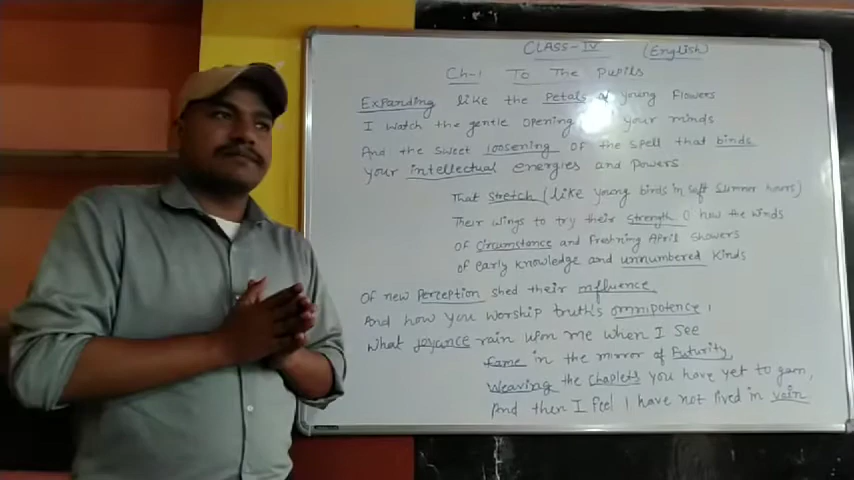 CLASS-IV (English)
Ch-1 To The Pupils
Expanding like the petals of young Flowers
I watch the gentle opening of your minds
And the sweet loosening of the spell that binds
your intellectual energies and powers
That stretch (like young birds in soft summer hours)
Their wings to try their strength O how the winds
of circumstance and Freshning April Showers
of early knowledge and unnumbered kinds
Of new Perception shed their influence
And how you worship truth's omnipotence!
What joyance rain upon me when I see
Fame in the mirror of Futurity
Weaving the chaplets you have yet to gain,
And then I feel I have not lived in vain